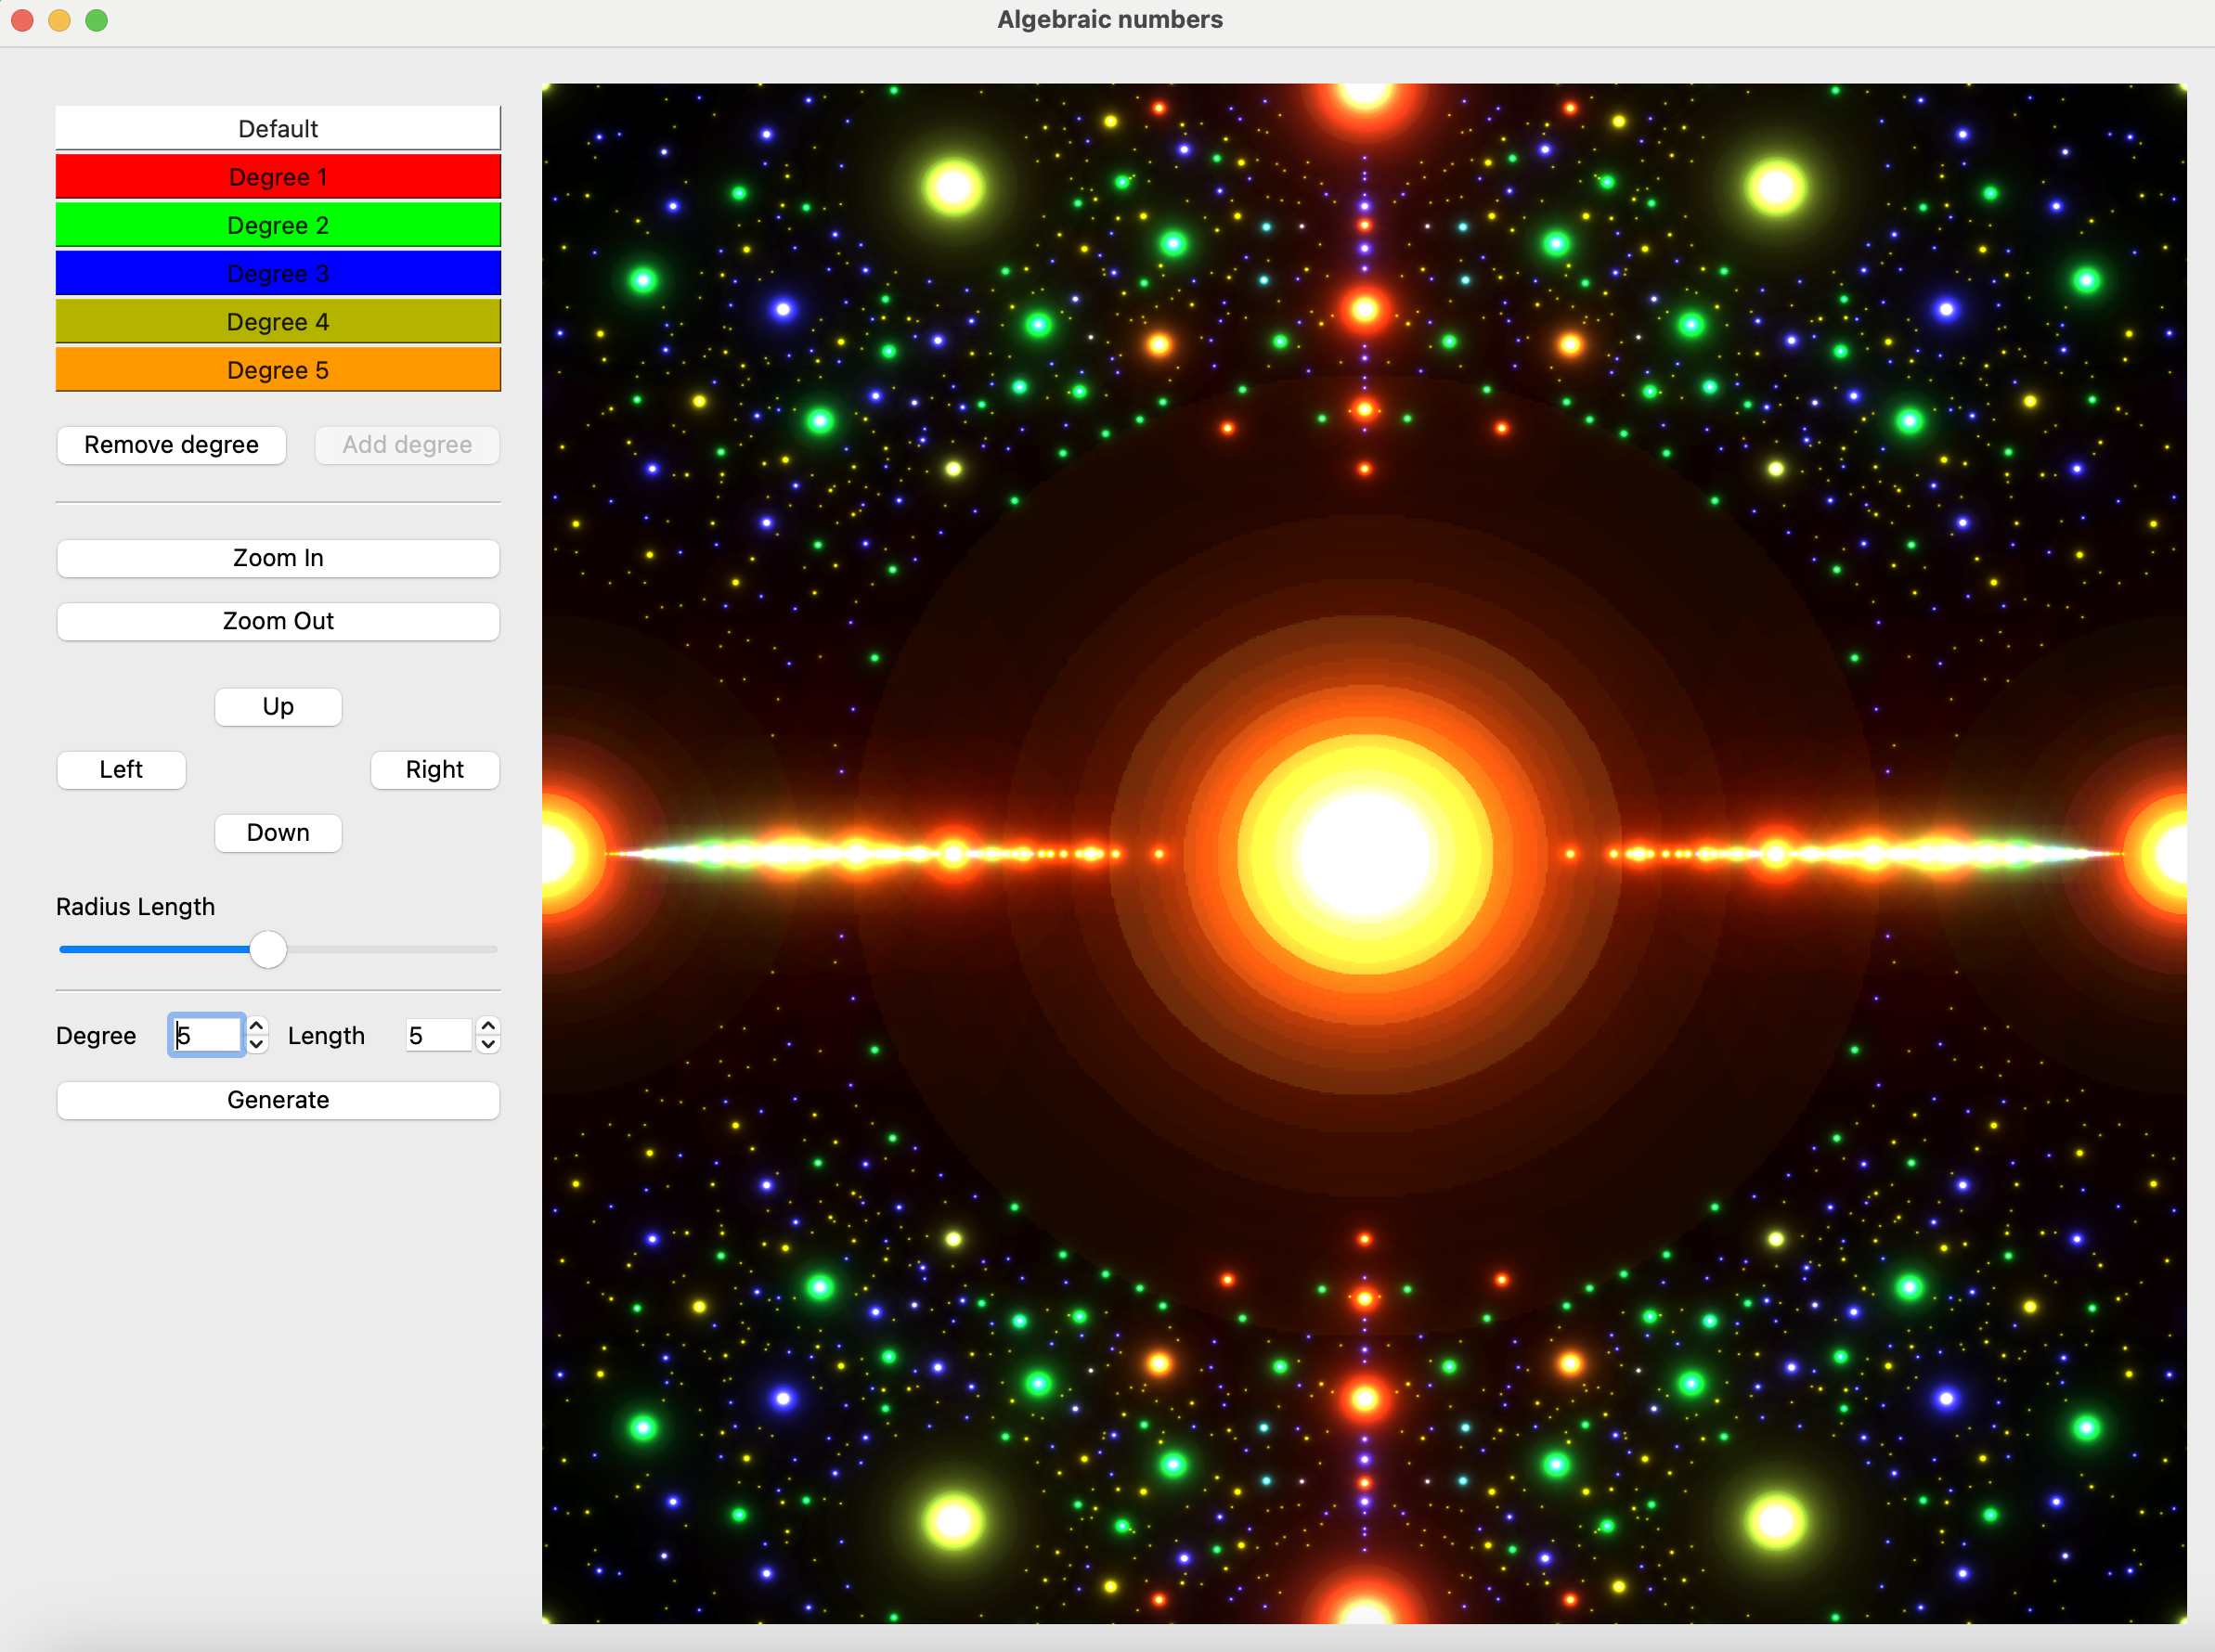 Algebraic numbers
Default
Degree 1
Degree 2
Degree 3
Degree 4
Degree 5
Remove degree Add degree
Zoom In
Zoom Out
Up
Left Right
Down
Radius Length
Degree 5 Length 5
Generate